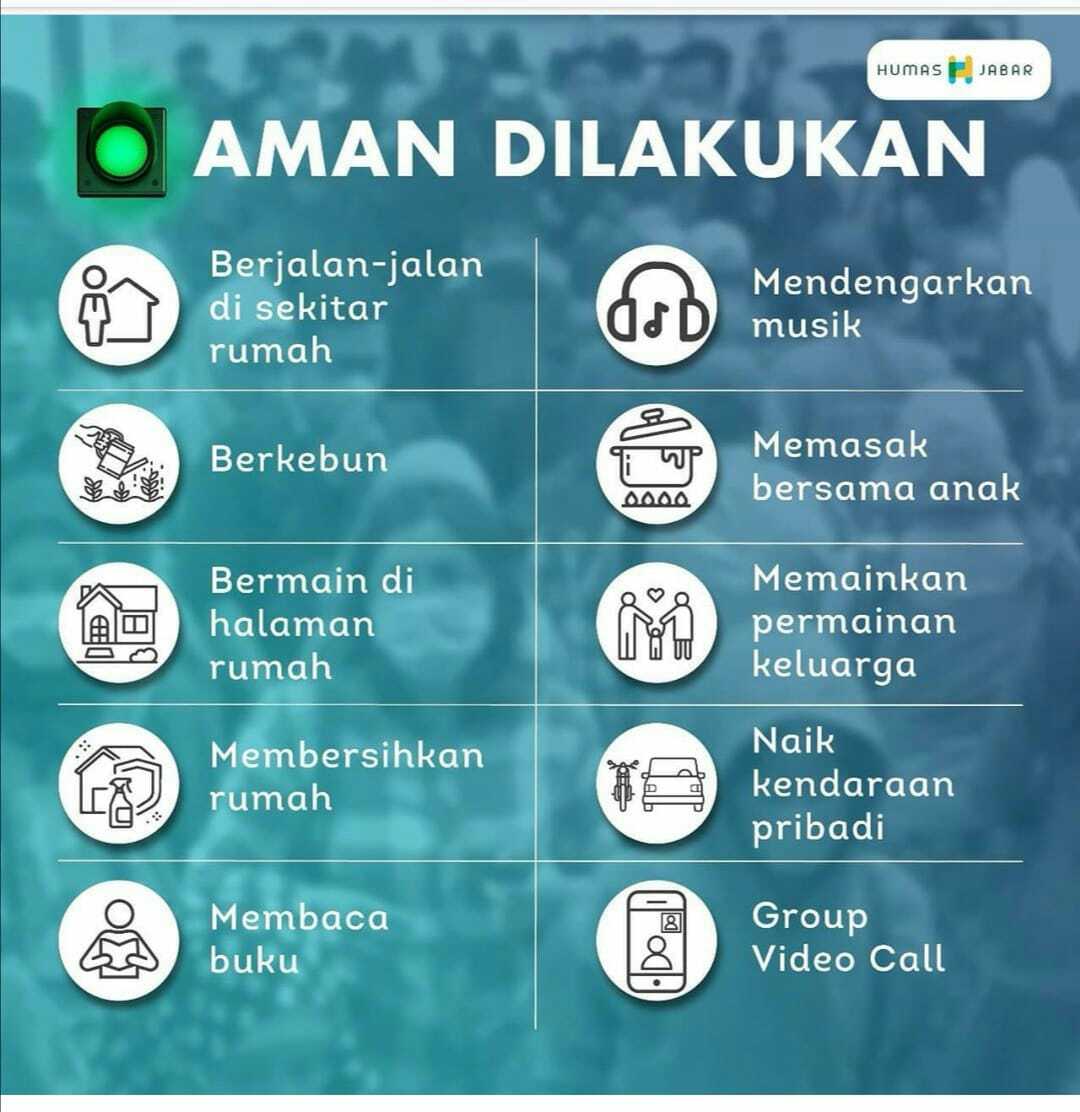 HUMAS JABAR
AMAN DILAKUKAN
Berjalan-jalan
di sekitar
rumah
Berkebun
Bermain di
halaman
rumah
Membersihkan
rumah
Membaca
buku
Mendengarkan
musik
Memasak
bersama anak
Memainkan
permainan
keluarga
Naik
kendaraan
pribadi
Group
Video Call